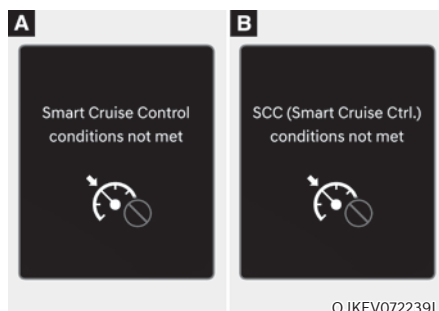 A
Smart Cruise Control
conditions not met
B
SCC (Smart Cruise Ctrl.)
conditions not met